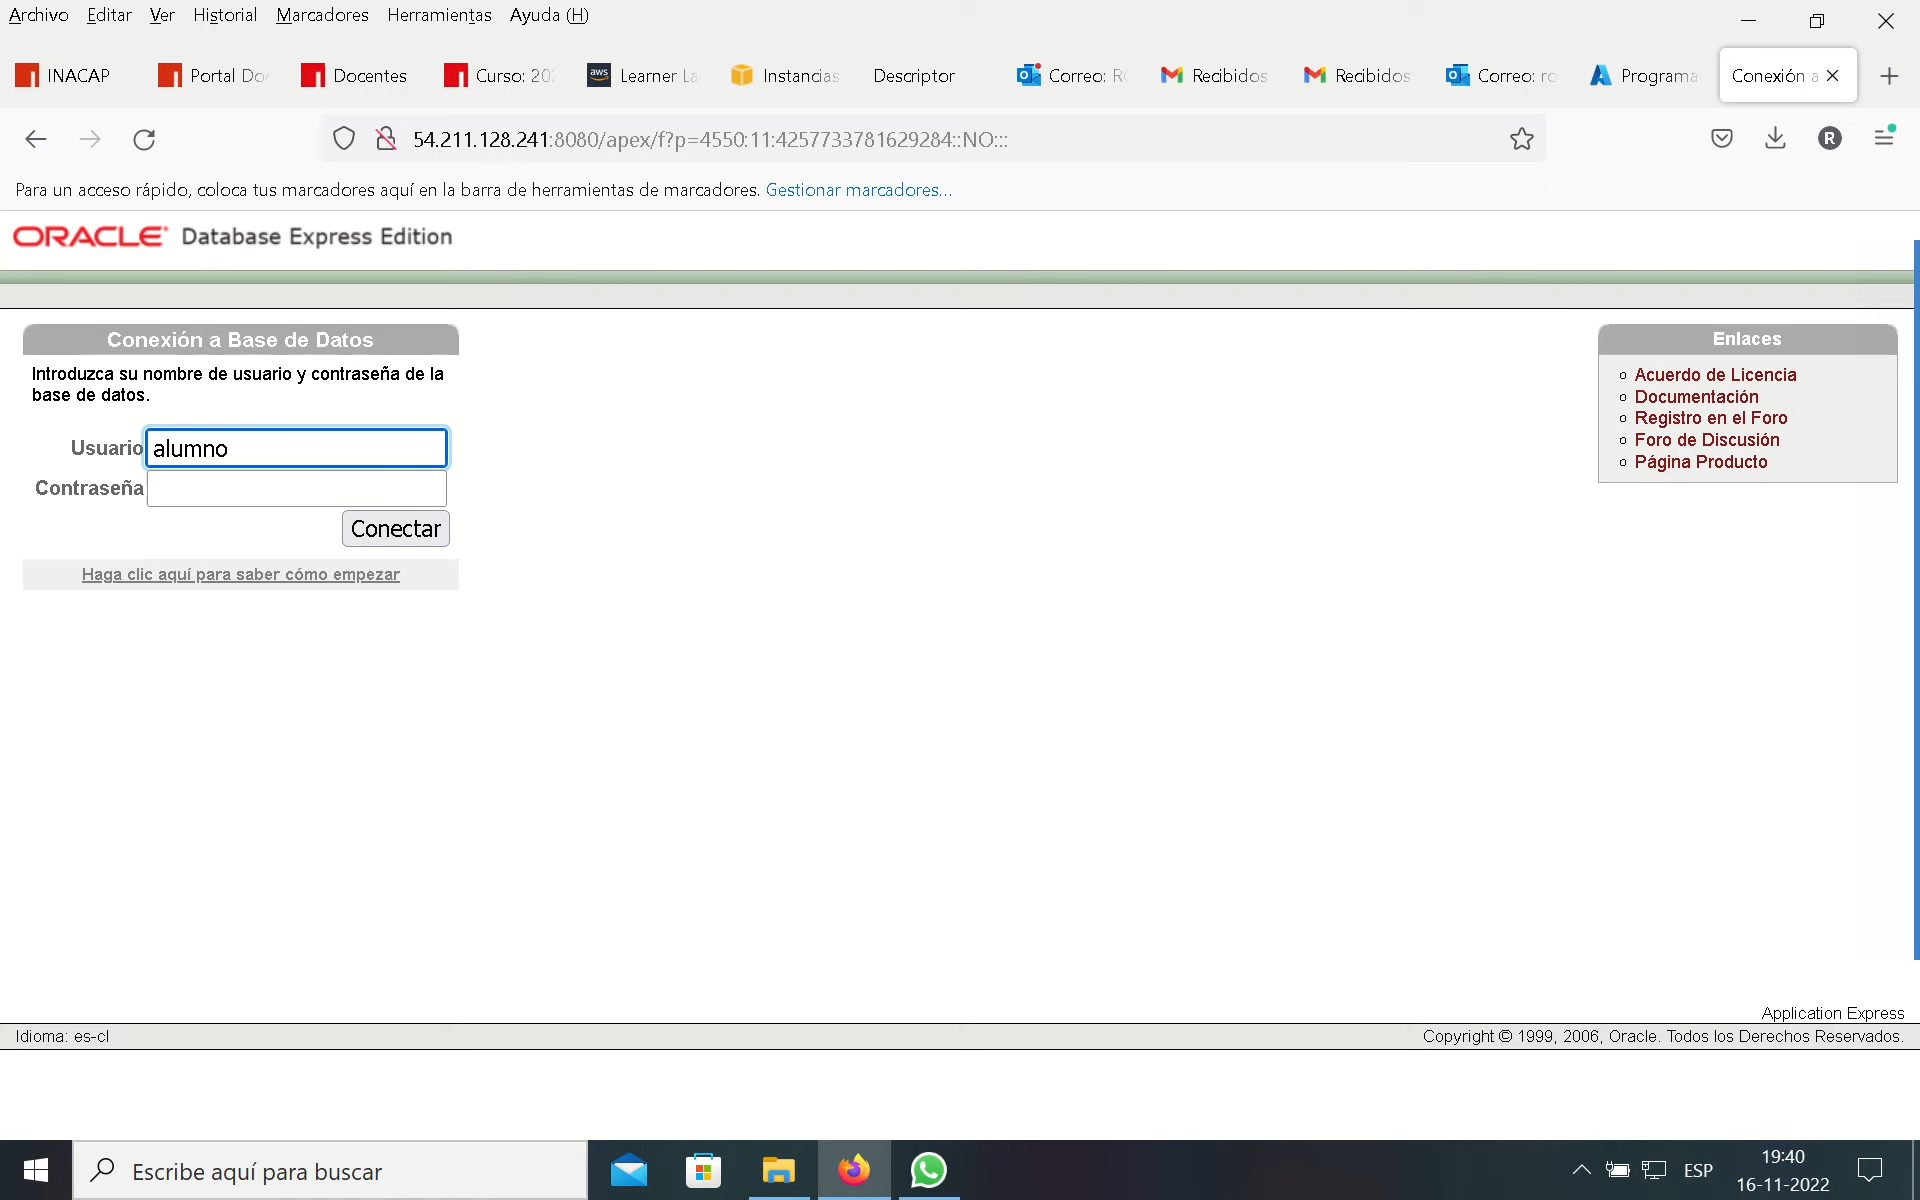 Archivo Editar Ver Historial Marcadores Herramientas Ayuda (H)
INACAP Portal Do Docentes Curso: 20 aws Learner La Instancias Descriptor Correo: R Recibidos Recibidos Correo: ro Programa Conexión a
54.211.128.241:8080/apex/f?p=4550:11:4257733781629284::NO:::
R
Para un acceso rápido, coloca tus marcadores aquí en la barra de herramientas de marcadores. Gestionar marcadores...
ORACLE Database Express Edition
Conexión a Base de Datos
Introduzca su nombre de usuario y contraseña de la
base de datos.
Usuario alumno
Contraseña
Conectar
Haga clic aquí para saber cómo empezar
Enlaces
Acuerdo de Licencia
Documentación
Registro en el Foro
Foro de Discusión
Página Producto
Application Express
Idioma: es-cl Copyright © 1999, 2006, Oracle. Todos los Derechos Reservados.
Escribe aquí para buscar
ESP
19:40
16-11-2022